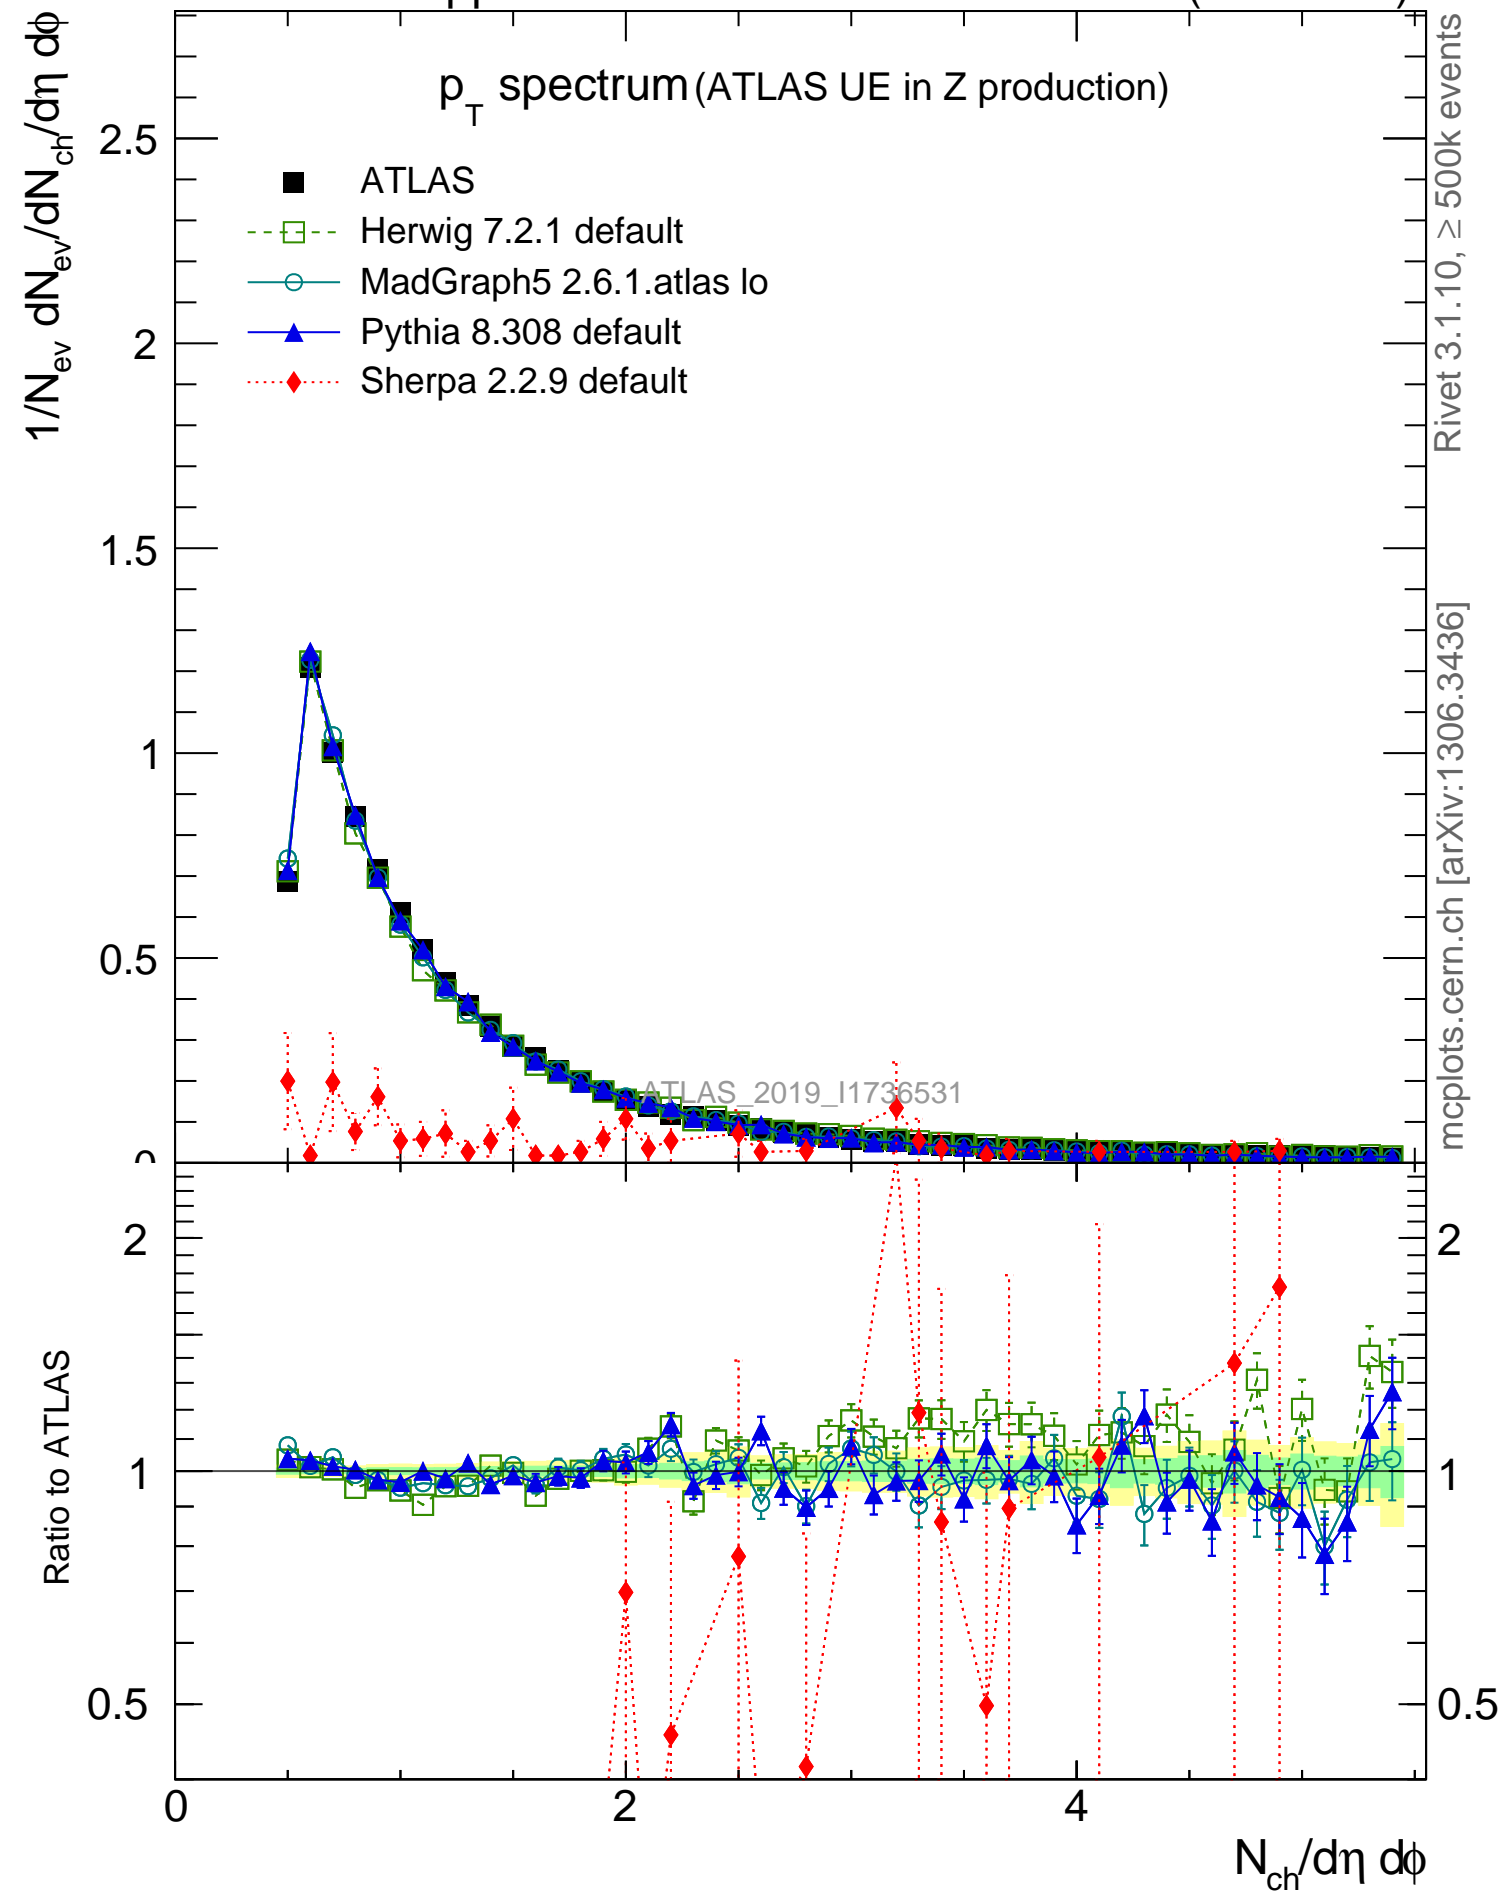 p_T spectrum (ATLAS UE in Z production)
1/N_ev dN_ev/dN_ch/dη dϕ
ATLAS
Herwig 7.2.1 default
MadGraph5 2.6.1.atlas lo
Pythia 8.308 default
Sherpa 2.2.9 default
2.5
2
1.5
1
0.5
0
ATLAS_2019_I1736531
Rivet 3.1.10, ≥ 500k events
mcplots.cern.ch [arXiv:1306.3436]
Ratio to ATLAS
2
1
0.5
2
1
0.5
0
2
4
N_ch/dη dϕ